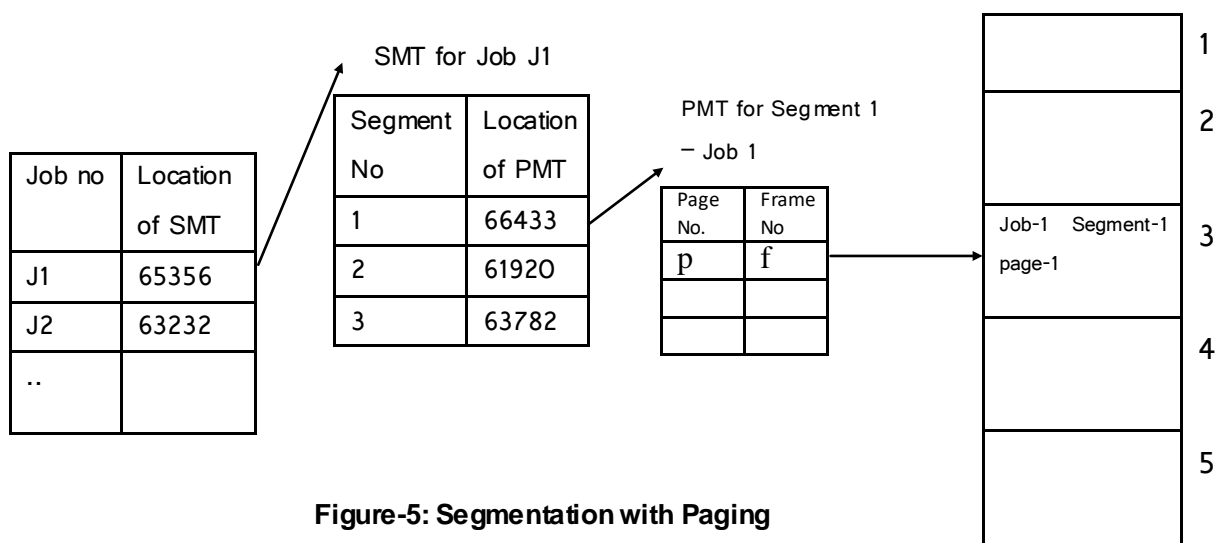 SMT for Job J1
Job no
Location
of SMT
J1
65356
J2
63232
..
Segment
No
Location
of PMT
1
66433
2
61920
3
63782
PMT for Segment 1
– Job 1
Page
No.
Frame
No
p
f
Job-1 Segment-1
page-1
1
2
3
4
5
Figure-5: Segmentation with Paging